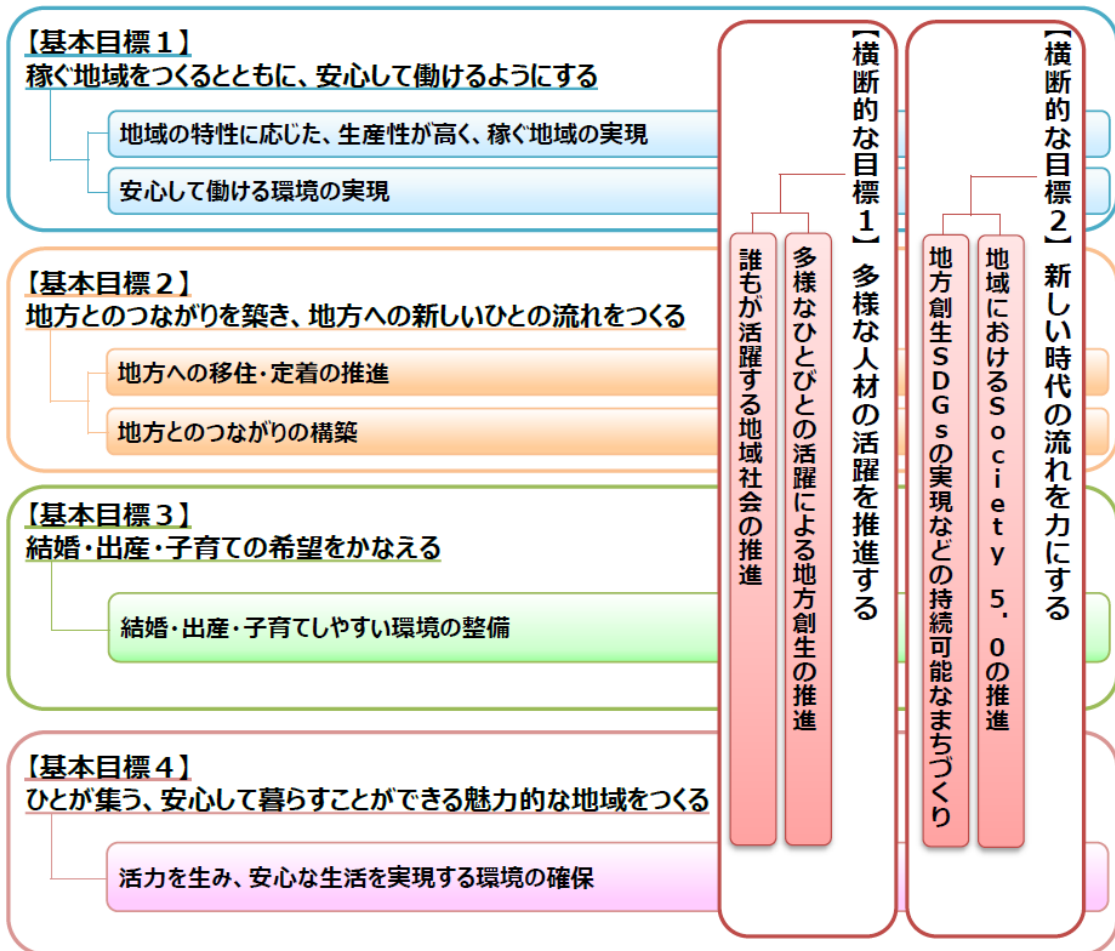 【基本目標１】
稼ぐ地域をつくるとともに、安心して働けるようにする
地域の特性に応じた、生産性が高く、稼ぐ地域の実現
安心して働ける環境の実現
【基本目標２】
地方とのつながりを築き、地方への新しいひとの流れをつくる
地方への移住・定着の推進
地方とのつながりの構築
【基本目標３】
結婚・出産・子育ての希望をかなえる
結婚・出産・子育てしやすい環境の整備
【基本目標４】
ひとが集う、安心して暮らすことができる魅力的な地域をつくる
活力を生み、安心な生活を実現する環境の確保
【横断的な目標１】多様な人材の活躍を推進する
多様なひとびとの活躍による地方創生の推進
誰もが活躍する地域社会の推進
【横断的な目標２】新しい時代の流れを力にする
地域におけるSociety 5.0の推進
地方創生SDGsの実現などの持続可能なまちづくり